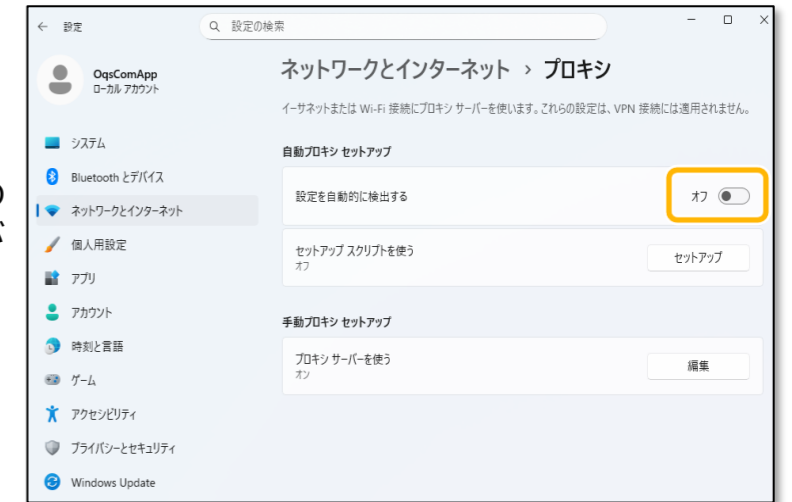 ← 設定
設定の検索
OqsComApp
ローカル アカウント
システム
Bluetooth とデバイス
ネットワークとインターネット
個人用設定
アプリ
アカウント
時刻と言語
ゲーム
アクセシビリティ
プライバシーとセキュリティ
Windows Update
ネットワークとインターネット › プロキシ
イーサネットまたは Wi-Fi 接続にプロキシ サーバーを使います。これらの設定は、VPN 接続には適用されません。
自動プロキシ セットアップ
設定を自動的に検出する オフ
セットアップ スクリプトを使う
オフ
セットアップ
手動プロキシ セットアップ
プロキシ サーバーを使う
オン
編集